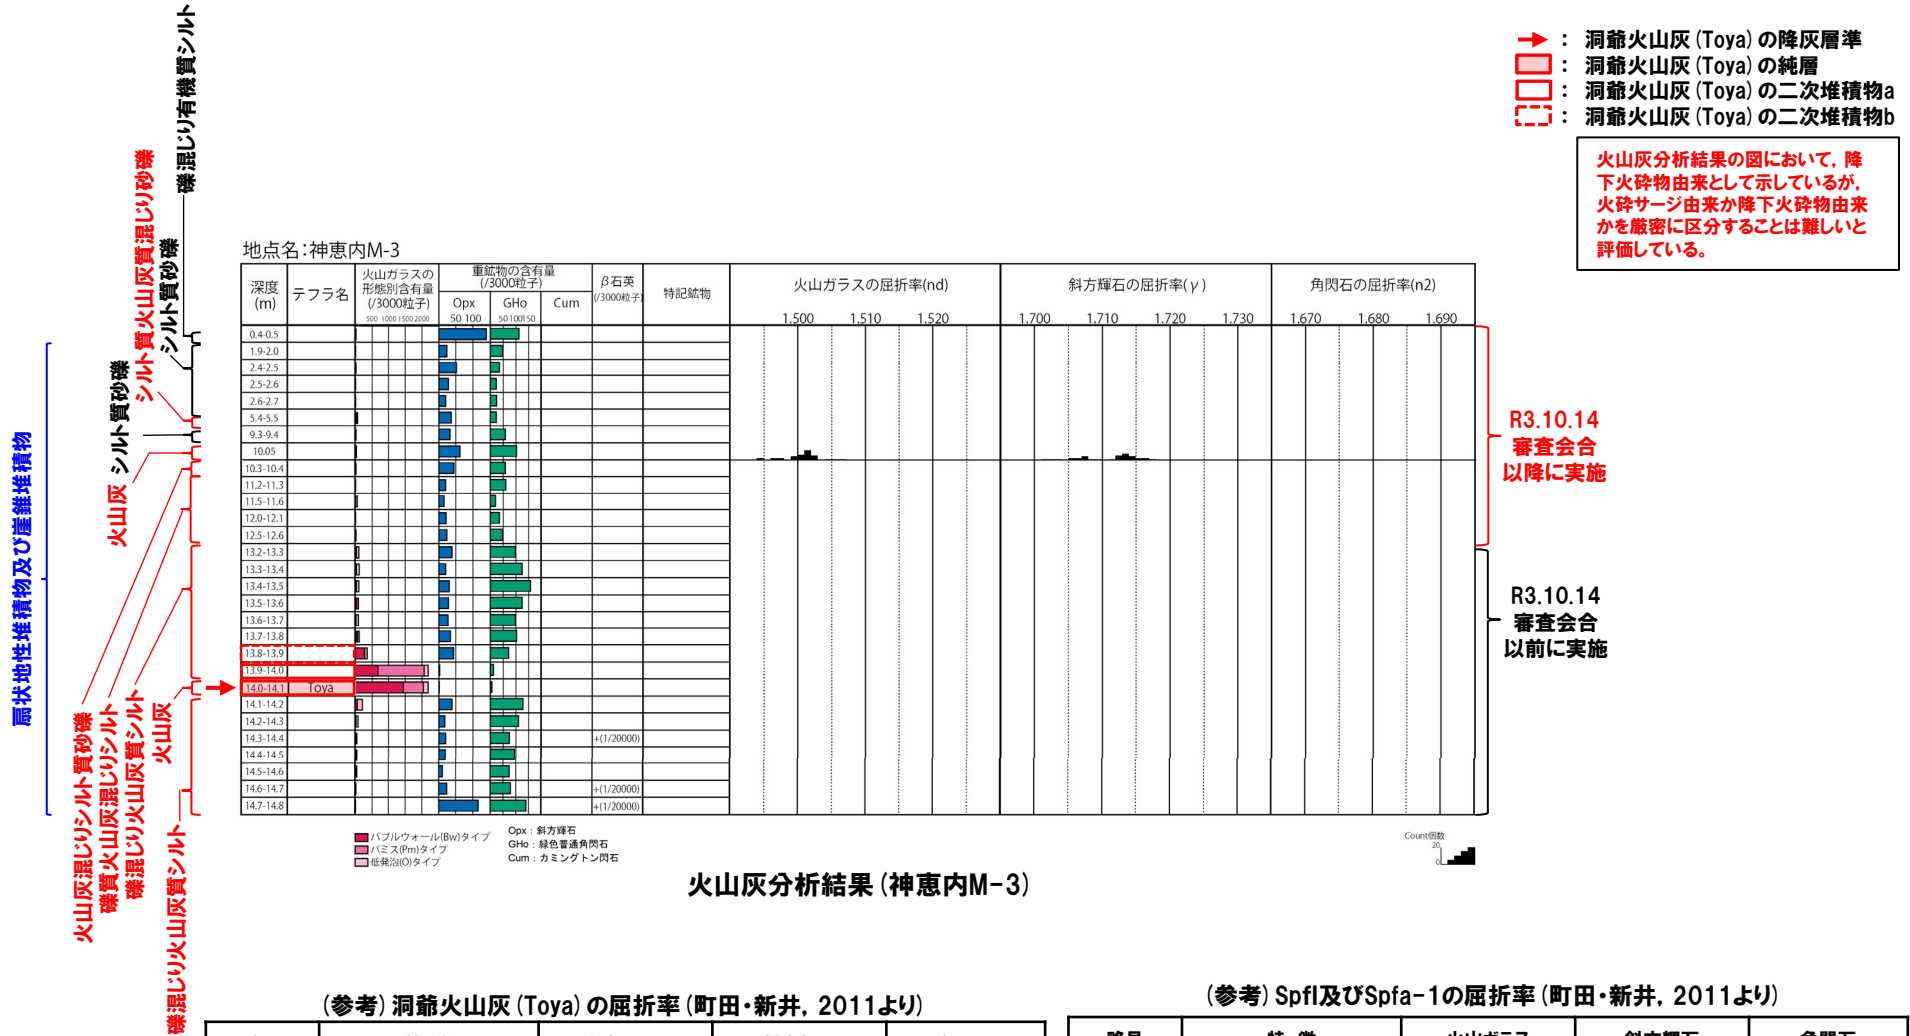 : 洞爺火山灰(Toya)の降灰層準
: 洞爺火山灰(Toya)の純層
: 洞爺火山灰(Toya)の二次堆積物a
: 洞爺火山灰(Toya)の二次堆積物b
火山灰分析結果の図において,降
下火砕物由来として示しているが,
火砕サージ由来か降下火砕物由来
かを厳密に区分することは難しいと
評価している。
扇状地性堆積物及び崖錐堆積物
礫混じり有機質シルト
シルト質砂礫
シルト質火山灰質混じり砂礫
シルト質砂礫
火山灰
火山灰混じりシルト質砂礫
礫質火山灰混じりシルト
礫混じり火山灰質シルト
火山灰
礫混じり火山灰質シルト
地点名:神恵内M-3
深度(m) テフラ名 火山ガラスの形態別含有量(/3000粒子) 重鉱物の含有量(/3000粒子) β石英(/3000粒子) 特記鉱物 火山ガラスの屈折率(nd) 斜方輝石の屈折率(γ) 角閃石の屈折率(n2)
Opx GHo Cum
500 1000 1500 2000 50 100 50 100 150 1.500 1.510 1.520 1.700 1.710 1.720 1.730 1.670 1.680 1.690
0.4-0.5
1.9-2.0
2.4-2.5
2.5-2.6
2.6-2.7
5.4-5.5
9.3-9.4
10.05
10.3-10.4
11.2-11.3
11.5-11.6
12.0-12.1
12.5-12.6
13.2-13.3
13.3-13.4
13.4-13.5
13.5-13.6
13.6-13.7
13.7-13.8
13.8-13.9
13.9-14.0
14.0-14.1 Toya
14.1-14.2
14.2-14.3
14.3-14.4 +(1/20000)
14.4-14.5
14.5-14.6
14.6-14.7 +(1/20000)
14.7-14.8 +(1/20000)
R3.10.14
審査会合
以降に実施
R3.10.14
審査会合
以前に実施
バブルウォール(Bw)タイプ
パミス(Pm)タイプ
低発泡(O)タイプ
Opx : 斜方輝石
GHo : 緑色普通角閃石
Cum : カミングトン閃石
Count個数
20
0
火山灰分析結果(神恵内M-3)
(参考)洞爺火山灰(Toya)の屈折率(町田・新井, 2011より)
(参考)Spfl及びSpfa-1の屈折率(町田・新井, 2011より)